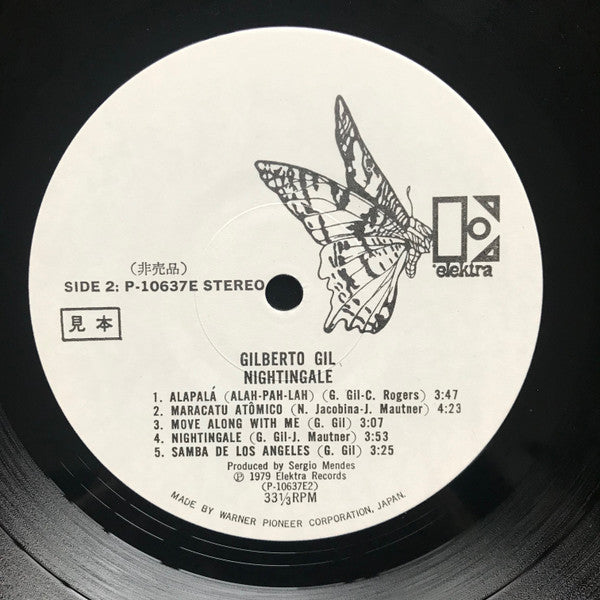 elektra
（非売品）
SIDE 2: P-10637E STEREO
見本
GILBERTO GIL
NIGHTINGALE
1. ALAPALÁ (ALAH-PAH-LAH) (G. Gil-C. Rogers) 3:47
2. MARACATU ATÔMICO (N. Jacobina-J. Mautner) 4:23
3. MOVE ALONG WITH ME (G. Gil) 3:07
4. NIGHTINGALE (G. Gil-J. Mautner) 3:53
5. SAMBA DE LOS ANGELES (G. Gil) 3:25
Produced by Sergio Mendes
Ⓟ 1979 Elektra Records
(P-10637E2)
33⅓RPM
MADE BY WARNER PIONEER CORPORATION, JAPAN.